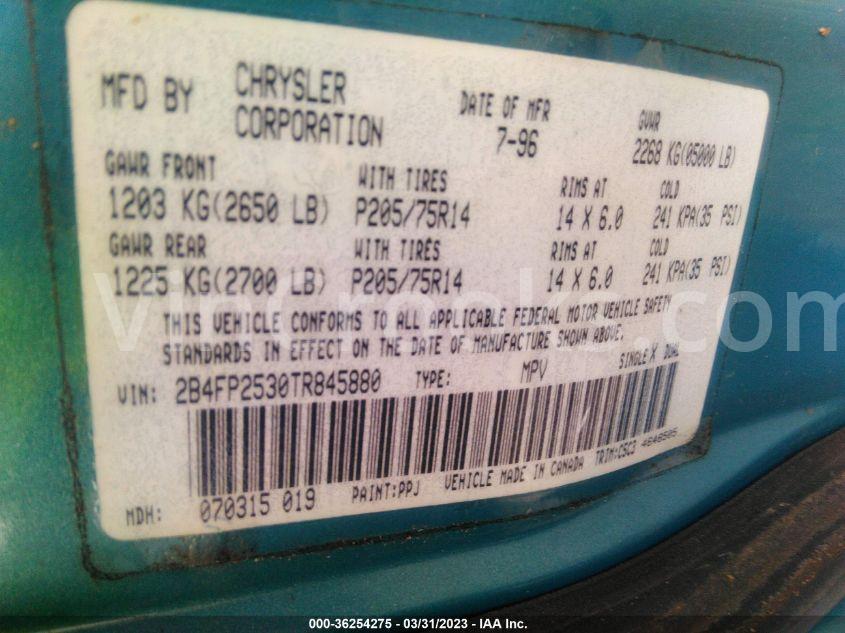 MFD BY CHRYSLER CORPORATION DATE OF MFR 7-96 GVWR 2268 KG(05000 LB)
GAWR FRONT WITH TIRES RIMS AT COLD
1203 KG(2650 LB) P205/75R14 14 X 6.0 241 KPA(35 PSI)
GAWR REAR WITH TIRES RIMS AT COLD
1225 KG(2700 LB) P205/75R14 14 X 6.0 241 KPA(35 PSI)
THIS VEHICLE CONFORMS TO ALL APPLICABLE FEDERAL MOTOR VEHICLE SAFETY
STANDARDS IN EFFECT ON THE DATE OF MANUFACTURE SHOWN ABOVE.
VIN: 2B4FP2530TR845880 TYPE: MPV SINGLE X DUAL
MDH: 070315 019 PAINT:PPJ VEHICLE MADE IN CANADA TRIM:C5C3
000-36254275 - 03/31/2023 - IAA Inc.